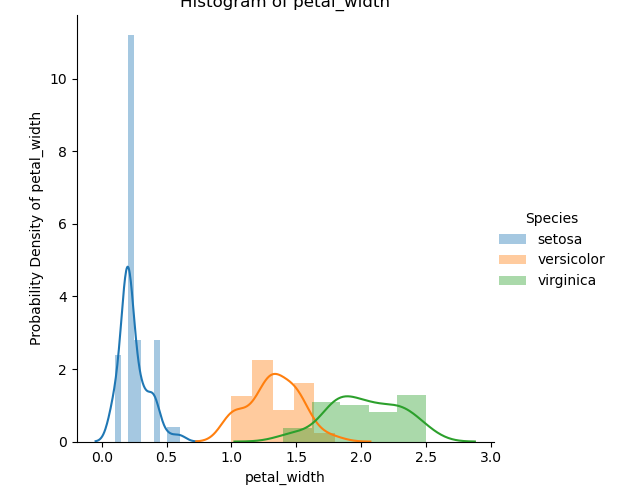 Histogram of petal_width
Probability Density of petal_width
10
8
6
4
2
0
0.0 0.5 1.0 1.5 2.0 2.5 3.0
petal_width
Species
setosa
versicolor
virginica